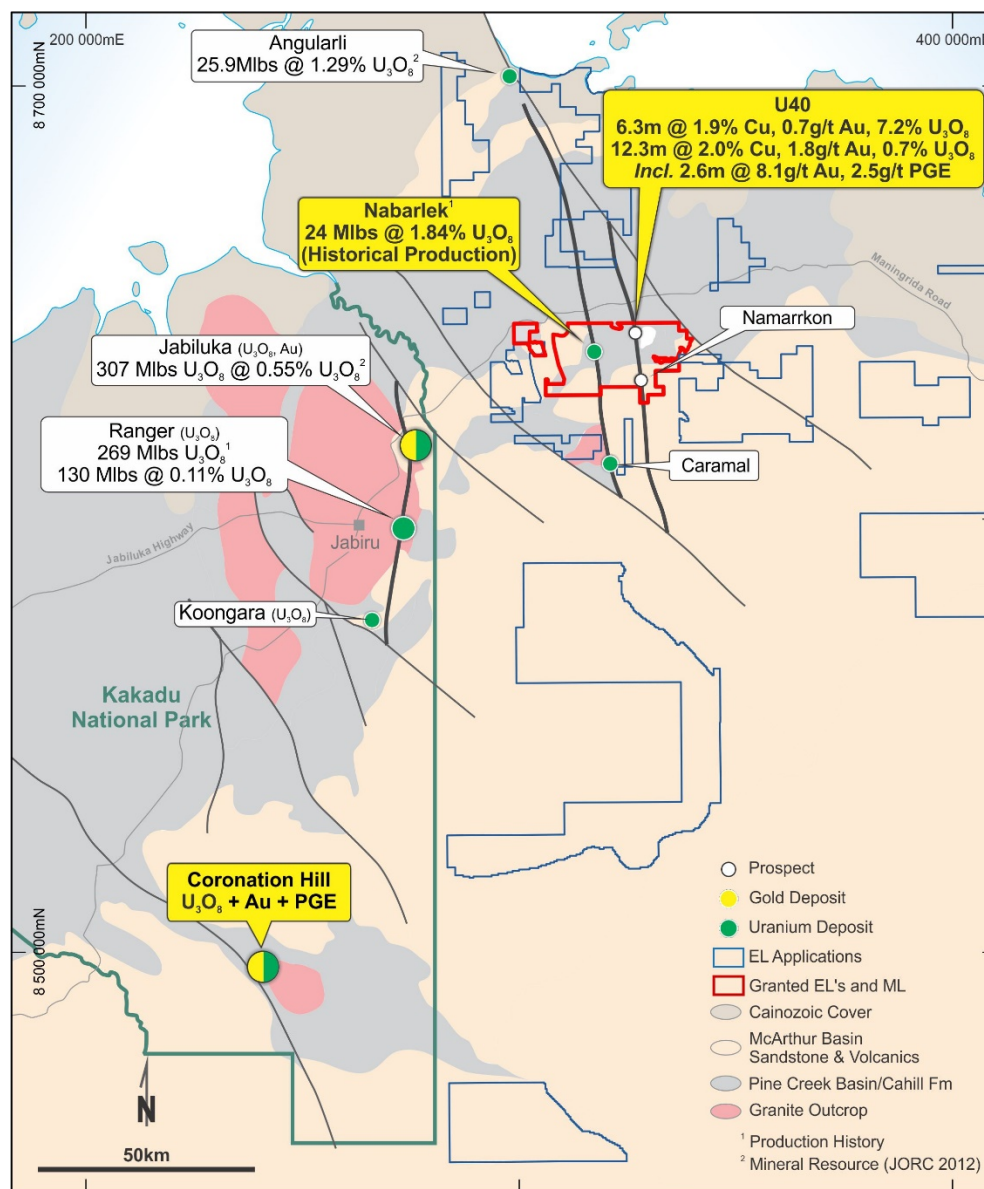 200 000mE
400 000mE
8 700 000mN
8 500 000mN
Angularli
25.9Mlbs @ 1.29% U₃O₈²
U40
6.3m @ 1.9% Cu, 0.7g/t Au, 7.2% U₃O₈
12.3m @ 2.0% Cu, 1.8g/t Au, 0.7% U₃O₈
Incl. 2.6m @ 8.1g/t Au, 2.5g/t PGE
Nabarlek¹
24 Mlbs @ 1.84% U₃O₈
(Historical Production)
Maningrida Road
Namarrkon
Jabiluka (U₃O₈, Au)
307 Mlbs U₃O₈ @ 0.55% U₃O₈²
Ranger (U₃O₈)
269 Mlbs U₃O₈¹
130 Mlbs @ 0.11% U₃O₈
Caramal
Jabiru
Jabiluka Highway
Koongara (U₃O₈)
Kakadu
National Park
Coronation Hill
U₃O₈ + Au + PGE
N
50km
Prospect
Gold Deposit
Uranium Deposit
EL Applications
Granted EL's and ML
Cainozoic Cover
McArthur Basin
Sandstone & Volcanics
Pine Creek Basin/Cahill Fm
Granite Outcrop
¹ Production History
² Mineral Resource (JORC 2012)